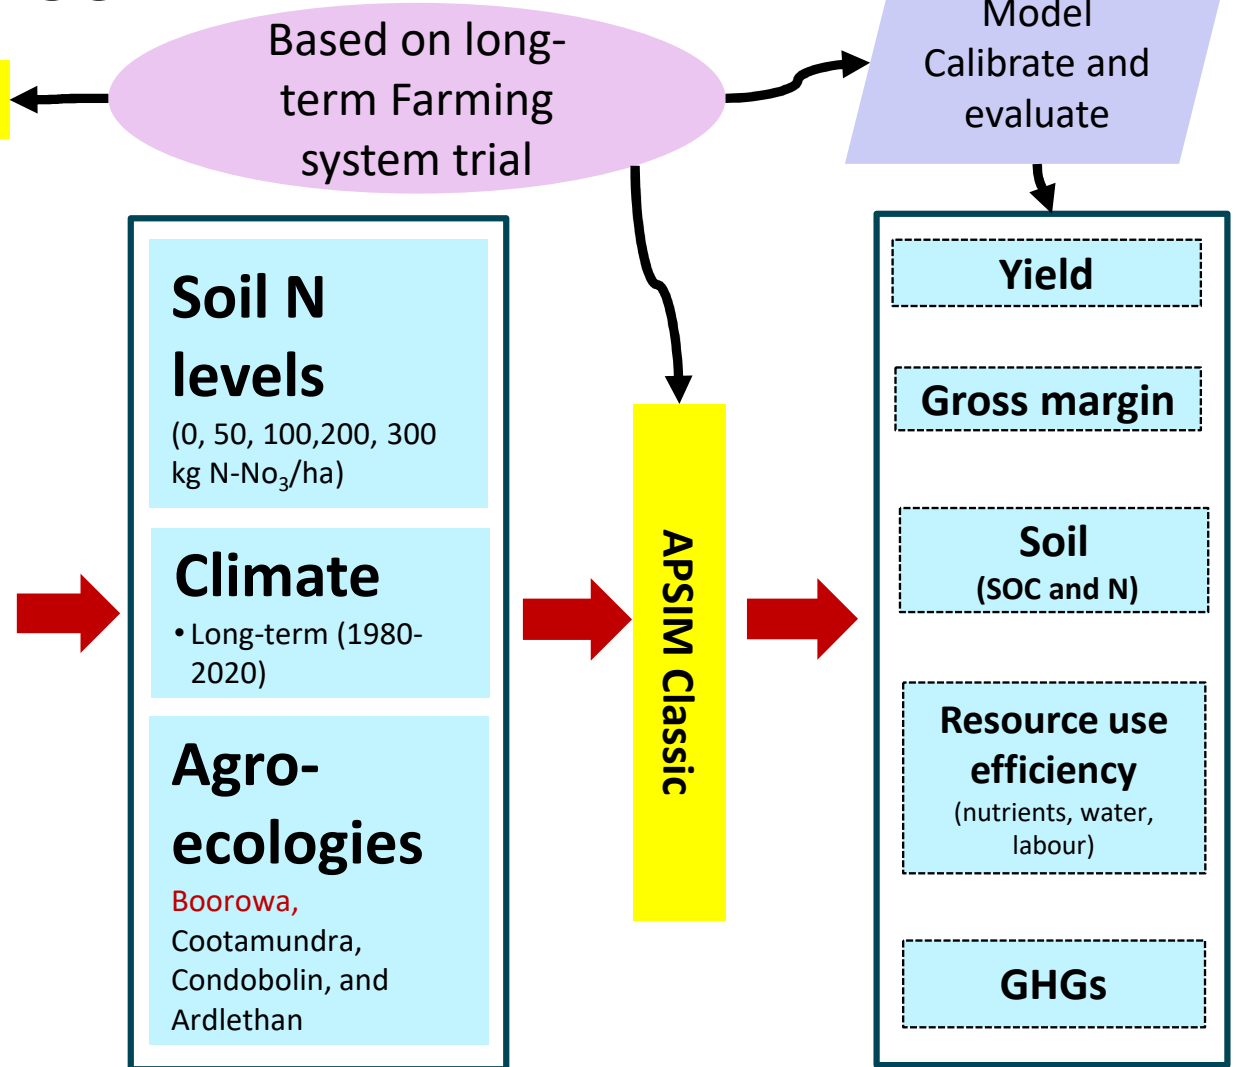 Based on long-
term Farming
system trial
Model
Calibrate and
evaluate
Soil N
levels
(0, 50, 100,200, 300
kg N-No₃/ha)
Climate
• Long-term (1980-
2020)
Agro-
ecologies
Boorowa,
Cootamundra,
Condobolin, and
Ardlethan
APSIM Classic
Yield
Gross margin
Soil
(SOC and N)
Resource use
efficiency
(nutrients, water,
labour)
GHGs